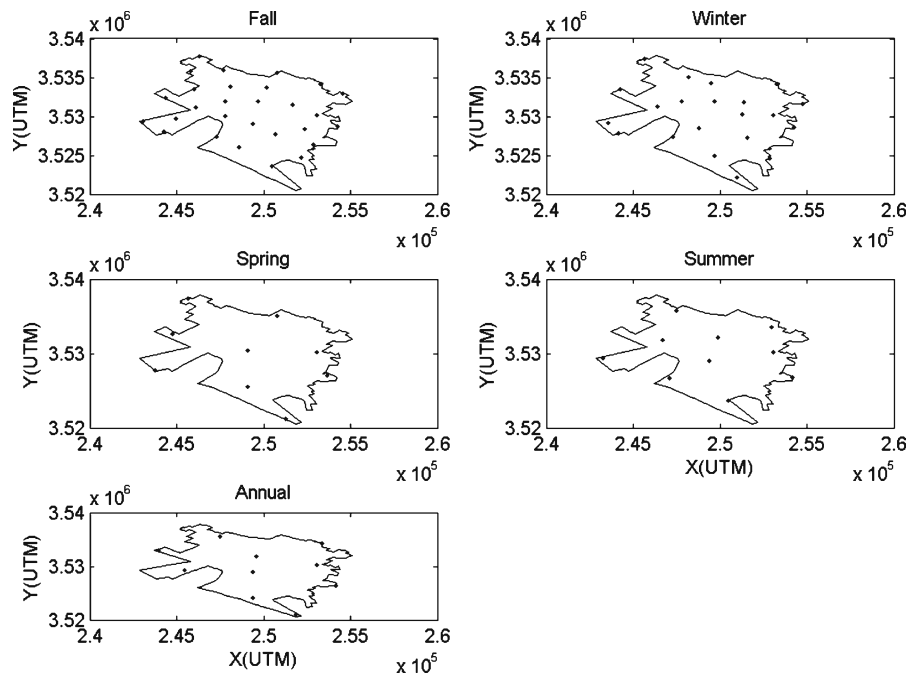 Fall
x 10^6
3.54
3.535
3.53
3.525
3.52
Y(UTM)
2.4 2.45 2.5 2.55 2.6
x 10^5
Winter
x 10^6
3.54
3.535
3.53
3.525
3.52
Y(UTM)
2.4 2.45 2.5 2.55 2.6
x 10^5
Spring
x 10^6
3.54
3.53
3.52
Y(UTM)
2.4 2.45 2.5 2.55 2.6
x 10^5
Summer
x 10^6
3.54
3.53
3.52
Y(UTM)
2.4 2.45 2.5 2.55 2.6
X(UTM)
x 10^5
Annual
x 10^6
3.54
3.53
3.52
Y(UTM)
2.4 2.45 2.5 2.55 2.6
X(UTM)
x 10^5